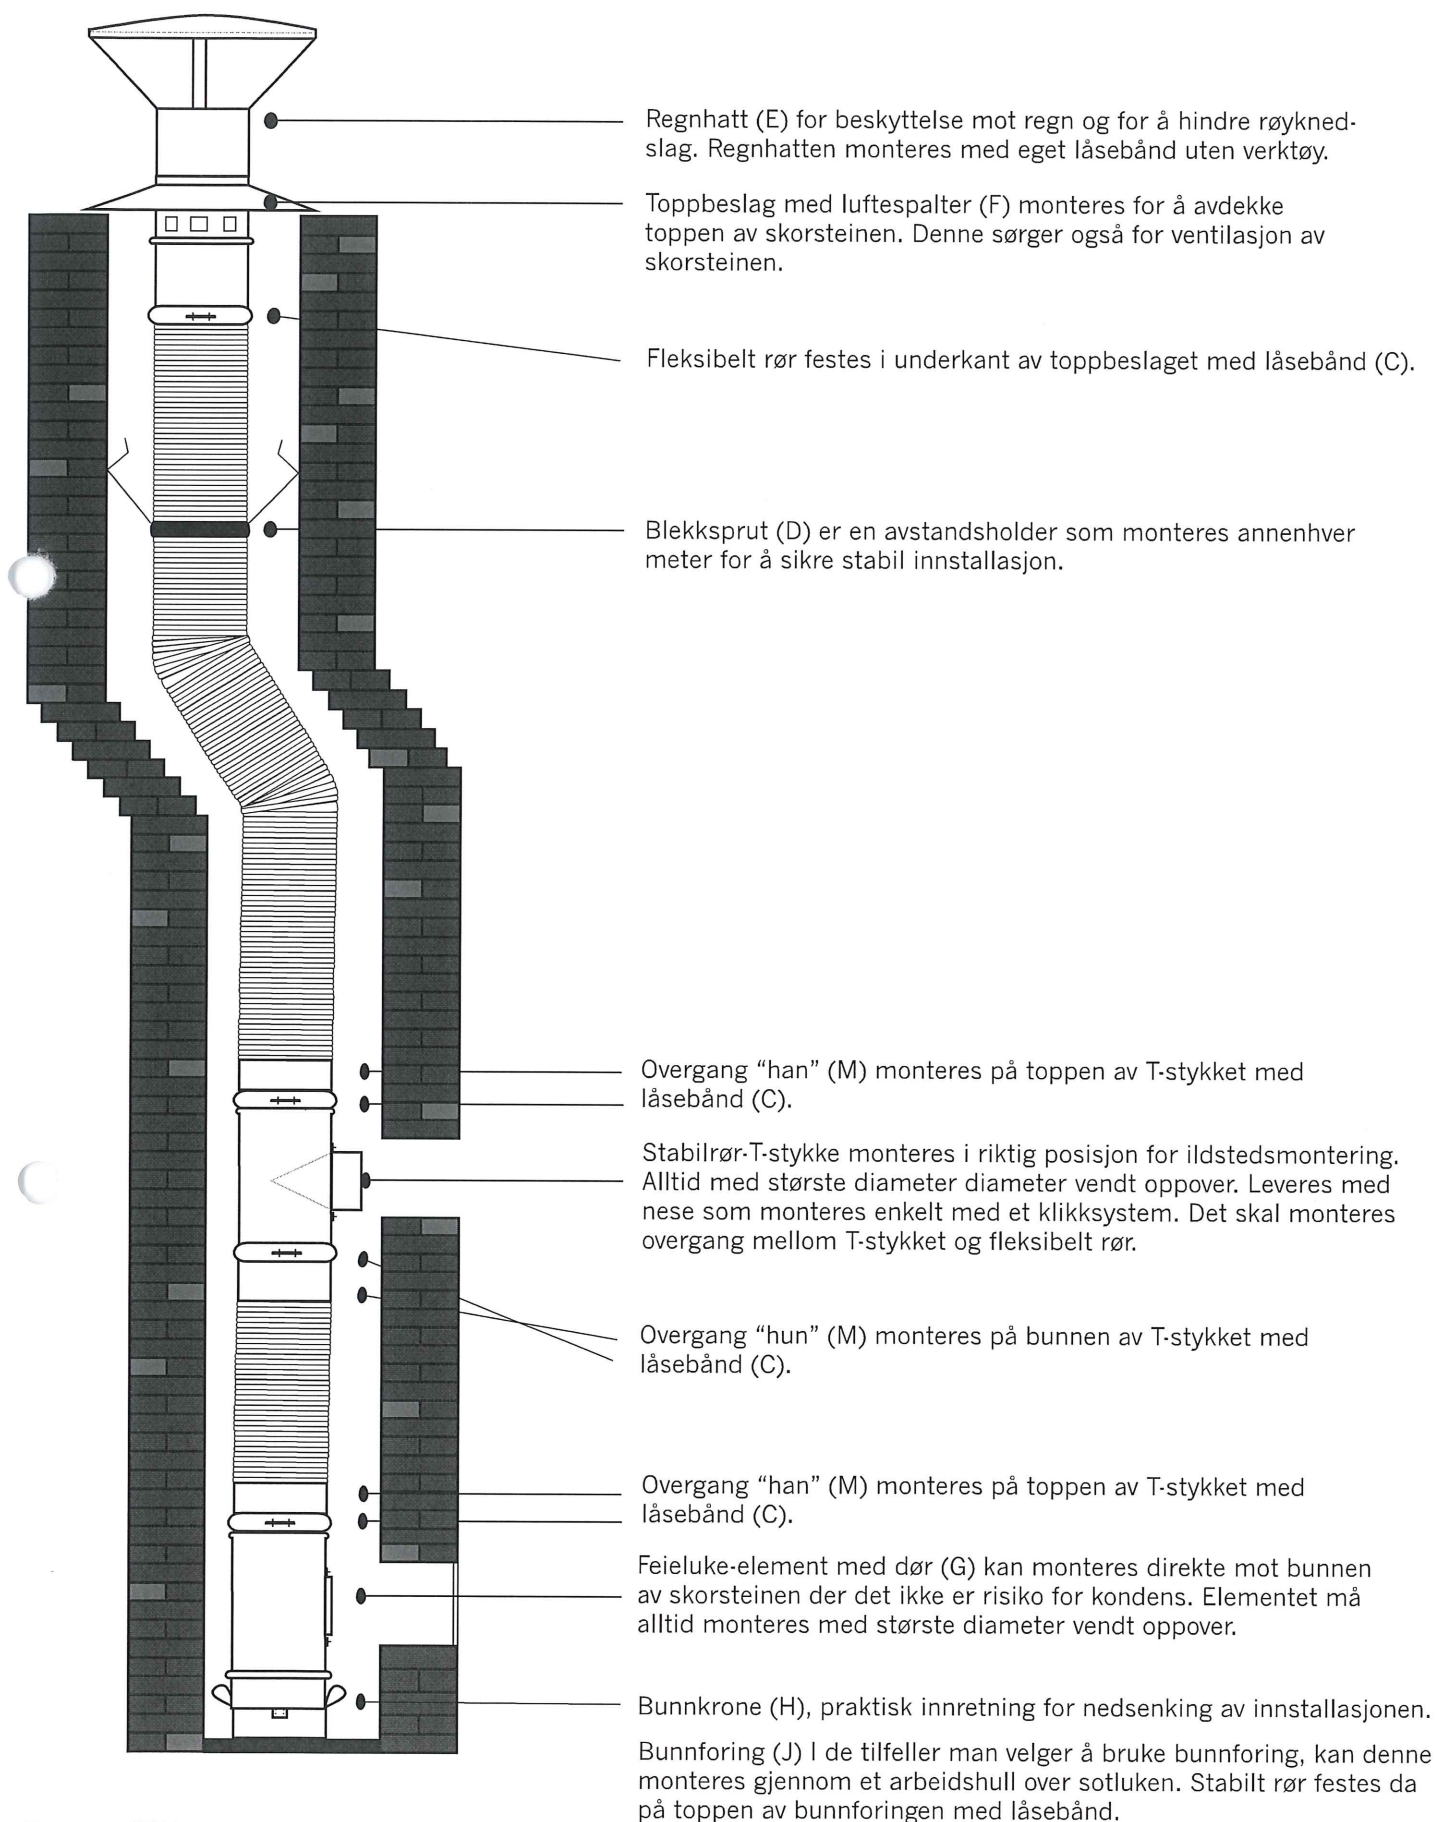 Regnhatt (E) for beskyttelse mot regn og for å hindre røykned-
slag. Regnhatten monteres med eget låsebånd uten verktøy.
Toppbeslag med luftespalter (F) monteres for å avdekke
toppen av skorsteinen. Denne sørger også for ventilasjon av
skorsteinen.
Fleksibelt rør festes i underkant av toppbeslaget med låsebånd (C).
Blekksprut (D) er en avstandsholder som monteres annenhver
meter for å sikre stabil innstallasjon.
Overgang “han” (M) monteres på toppen av T-stykket med
låsebånd (C).
Stabilrør-T-stykke monteres i riktig posisjon for ildstedsmontering.
Alltid med største diameter diameter vendt oppover. Leveres med
nese som monteres enkelt med et klikksystem. Det skal monteres
overgang mellom T-stykket og fleksibelt rør.
Overgang “hun” (M) monteres på bunnen av T-stykket med
låsebånd (C).
Overgang “han” (M) monteres på toppen av T-stykket med
låsebånd (C).
Feieluke-element med dør (G) kan monteres direkte mot bunnen
av skorsteinen der det ikke er risiko for kondens. Elementet må
alltid monteres med største diameter vendt oppover.
Bunnkrone (H), praktisk innretning for nedsenking av innstallasjonen.
Bunnforing (J) I de tilfeller man velger å bruke bunnforing, kan denne
monteres gjennom et arbeidshull over sotluken. Stabilt rør festes da
på toppen av bunnforingen med låsebånd.